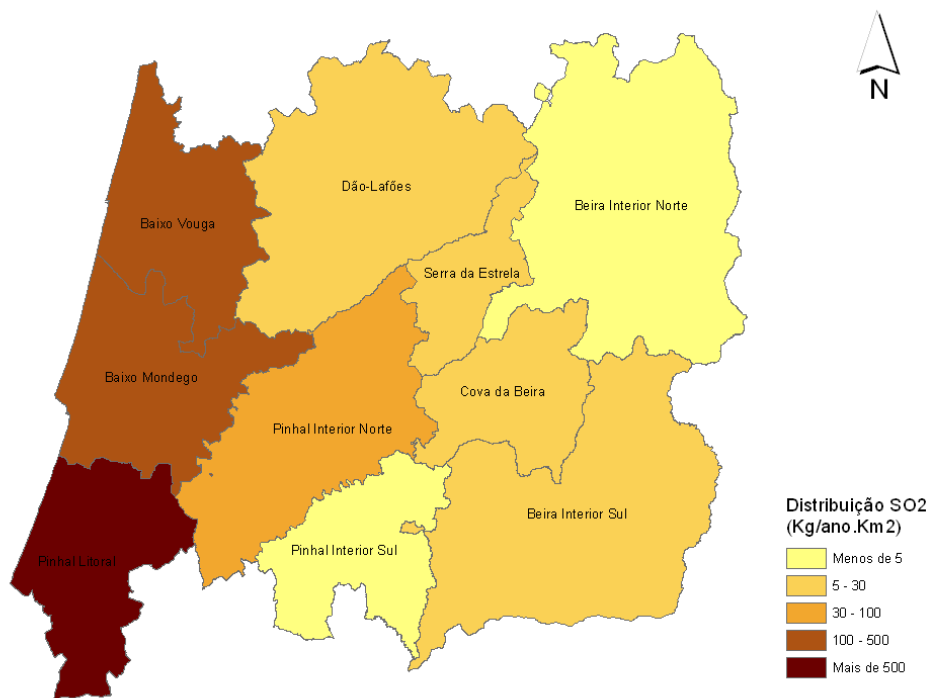 N
Dão-Lafões
Beira Interior Norte
Baixo Vouga
Serra da Estrela
Baixo Mondego
Cova da Beira
Pinhal Interior Norte
Beira Interior Sul
Pinhal Interior Sul
Pinhal Litoral
Distribuição SO2
(Kg/ano.Km2)
Menos de 5
5 - 30
30 - 100
100 - 500
Mais de 500